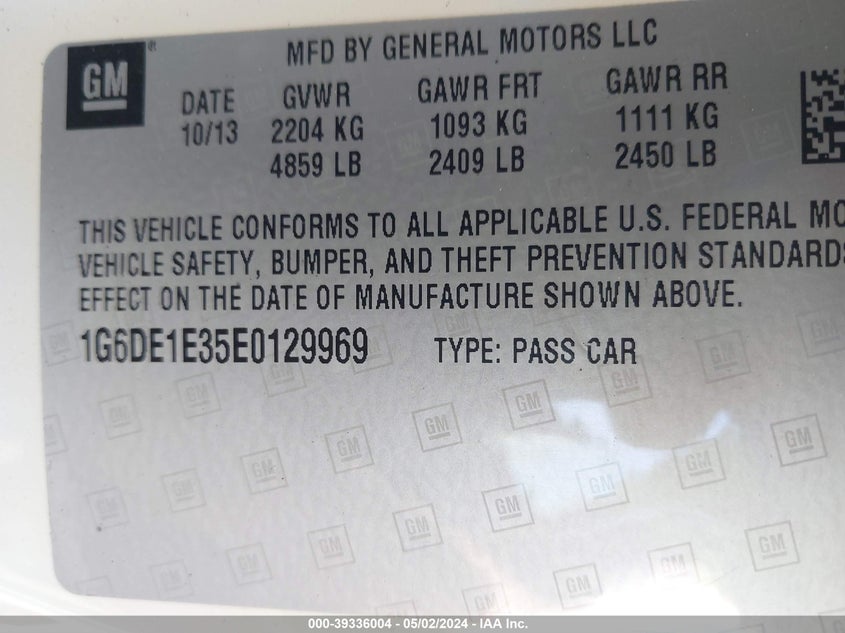 GM
MFD BY GENERAL MOTORS LLC
DATE GVWR GAWR FRT GAWR RR
10/13 2204 KG 1093 KG 1111 KG
4859 LB 2409 LB 2450 LB
THIS VEHICLE CONFORMS TO ALL APPLICABLE U.S. FEDERAL MO
VEHICLE SAFETY, BUMPER, AND THEFT PREVENTION STANDARDS
EFFECT ON THE DATE OF MANUFACTURE SHOWN ABOVE.
1G6DE1E35E0129969 TYPE: PASS CAR
000-39336004 / 05/02/2024 - IAA Inc.